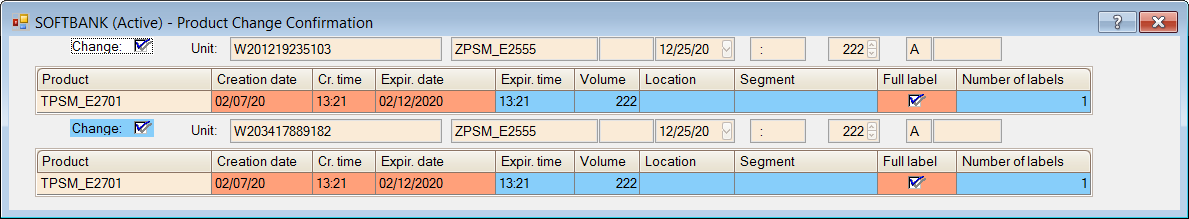 SOFTBANK (Active) - Product Change Confirmation ?
Change: Unit: W201219235103 ZPSM_E2555 12/25/20 : 222 A
Product Creation date Cr. time Expir. date Expir. time Volume Location Segment Full label Number of labels
TPSM_E2701 02/07/20 13:21 02/12/2020 13:21 222 1
Change: Unit: W203417889182 ZPSM_E2555 12/25/20 : 222 A
Product Creation date Cr. time Expir. date Expir. time Volume Location Segment Full label Number of labels
TPSM_E2701 02/07/20 13:21 02/12/2020 13:21 222 1